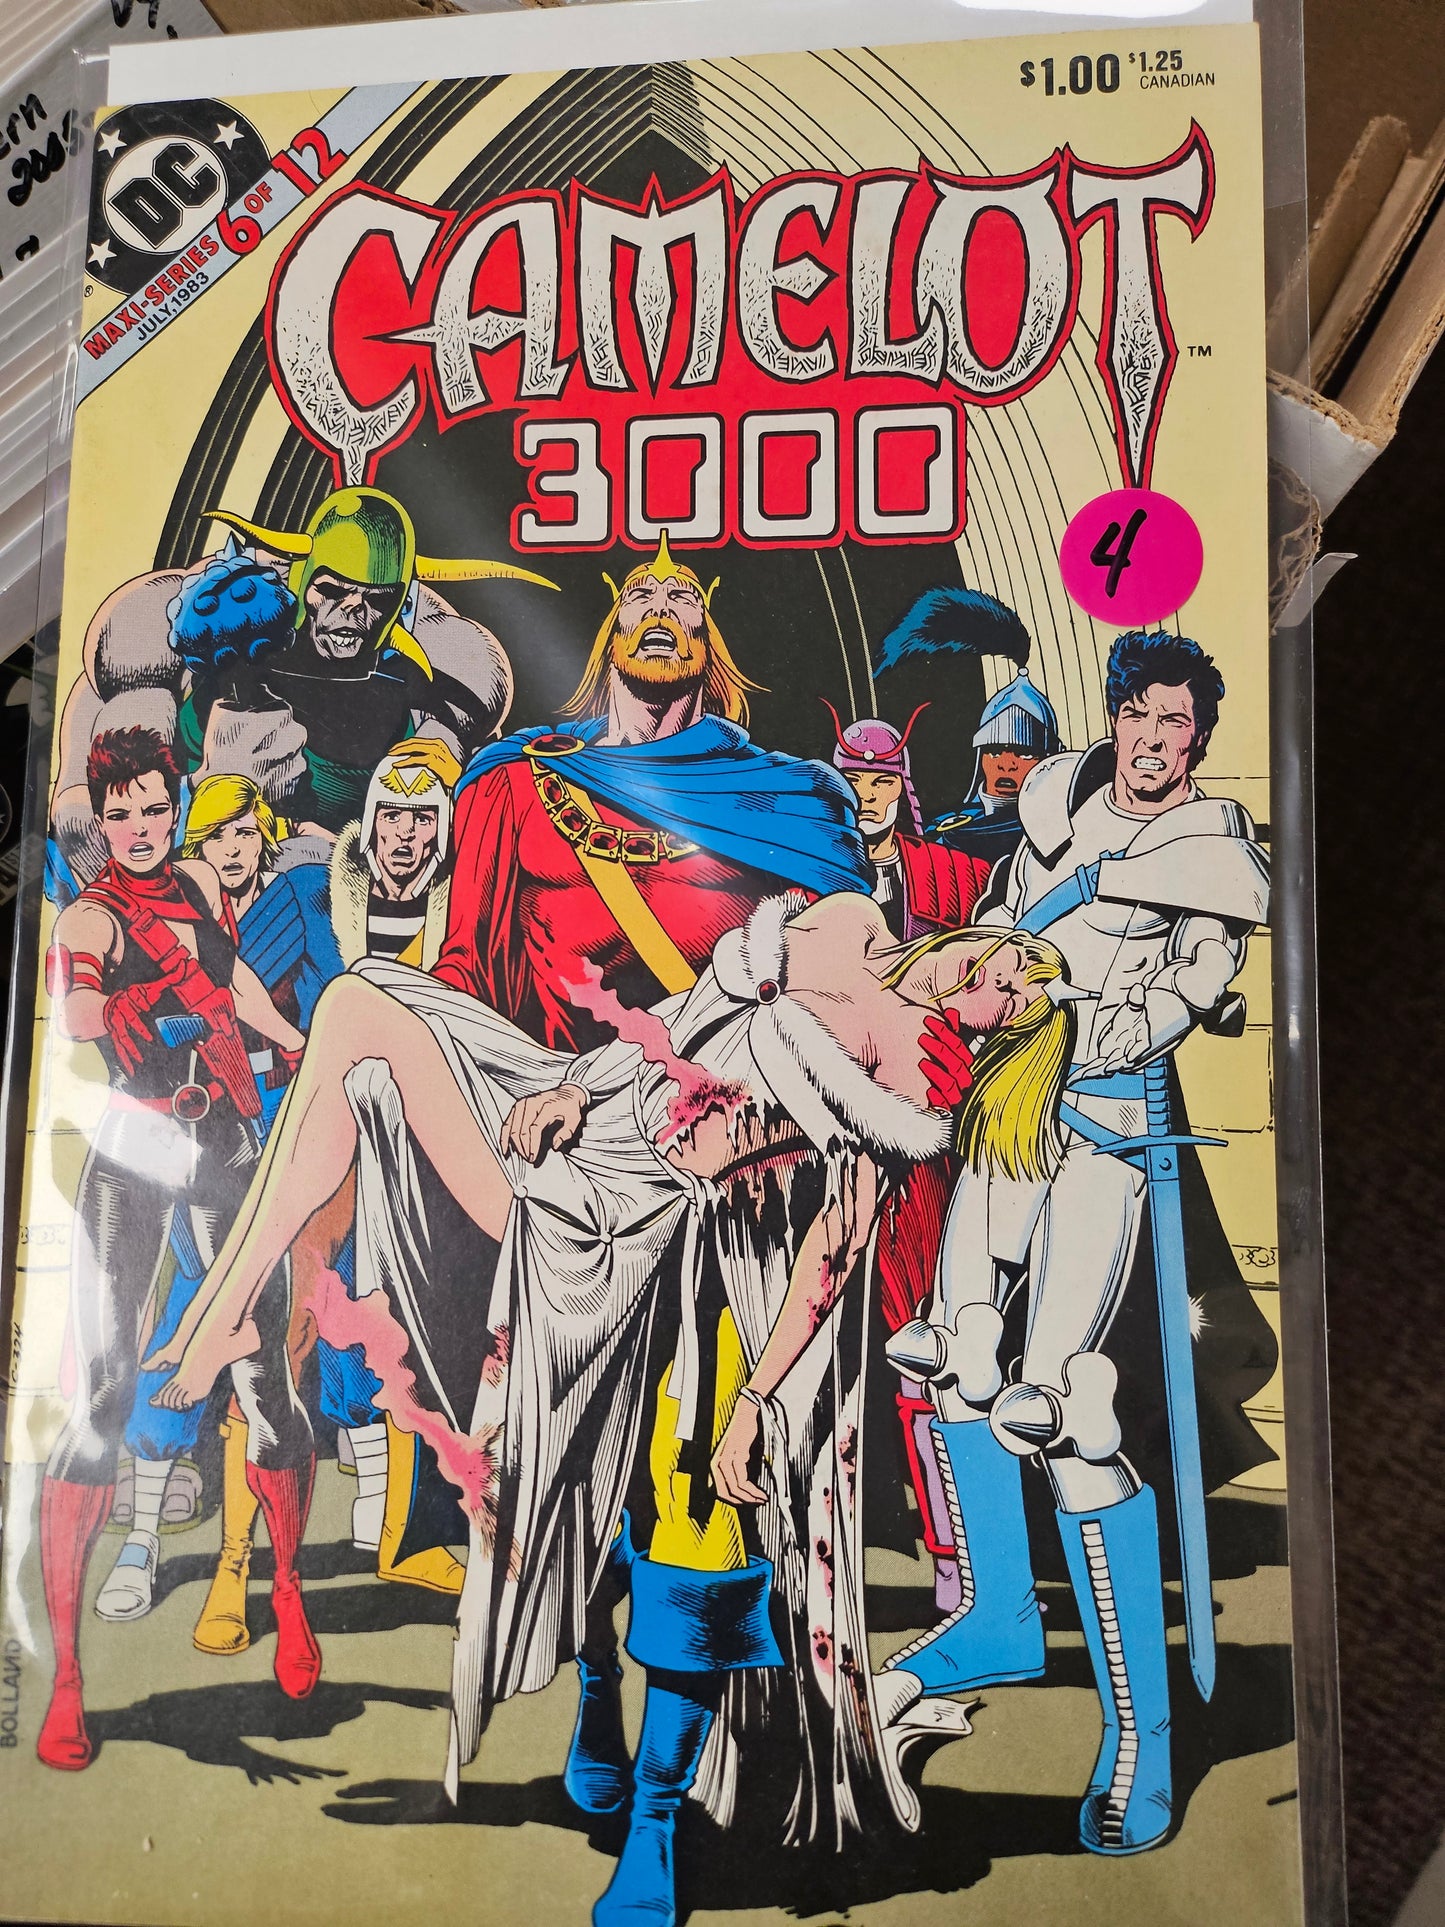 $1.00 $1.25
CANADIAN
DC
®
MAXI-SERIES 6 OF 12
JULY, 1983
CAMELOT
TM
3000
4
BOLLAND